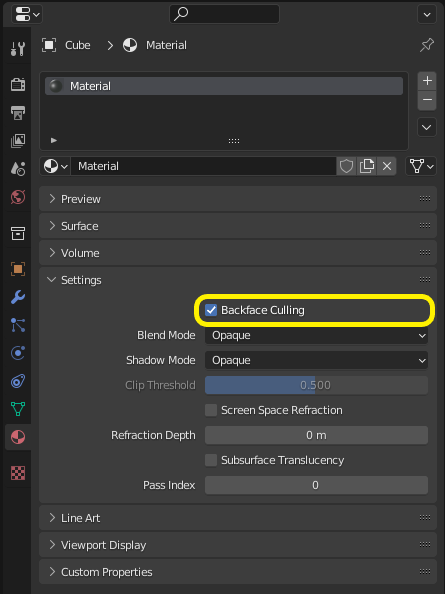 Cube Material
Material
Material
Preview
Surface
Volume
Settings
Backface Culling
Blend Mode Opaque
Shadow Mode Opaque
Clip Threshold 0.500
Screen Space Refraction
Refraction Depth 0 m
Subsurface Translucency
Pass Index 0
Line Art
Viewport Display
Custom Properties